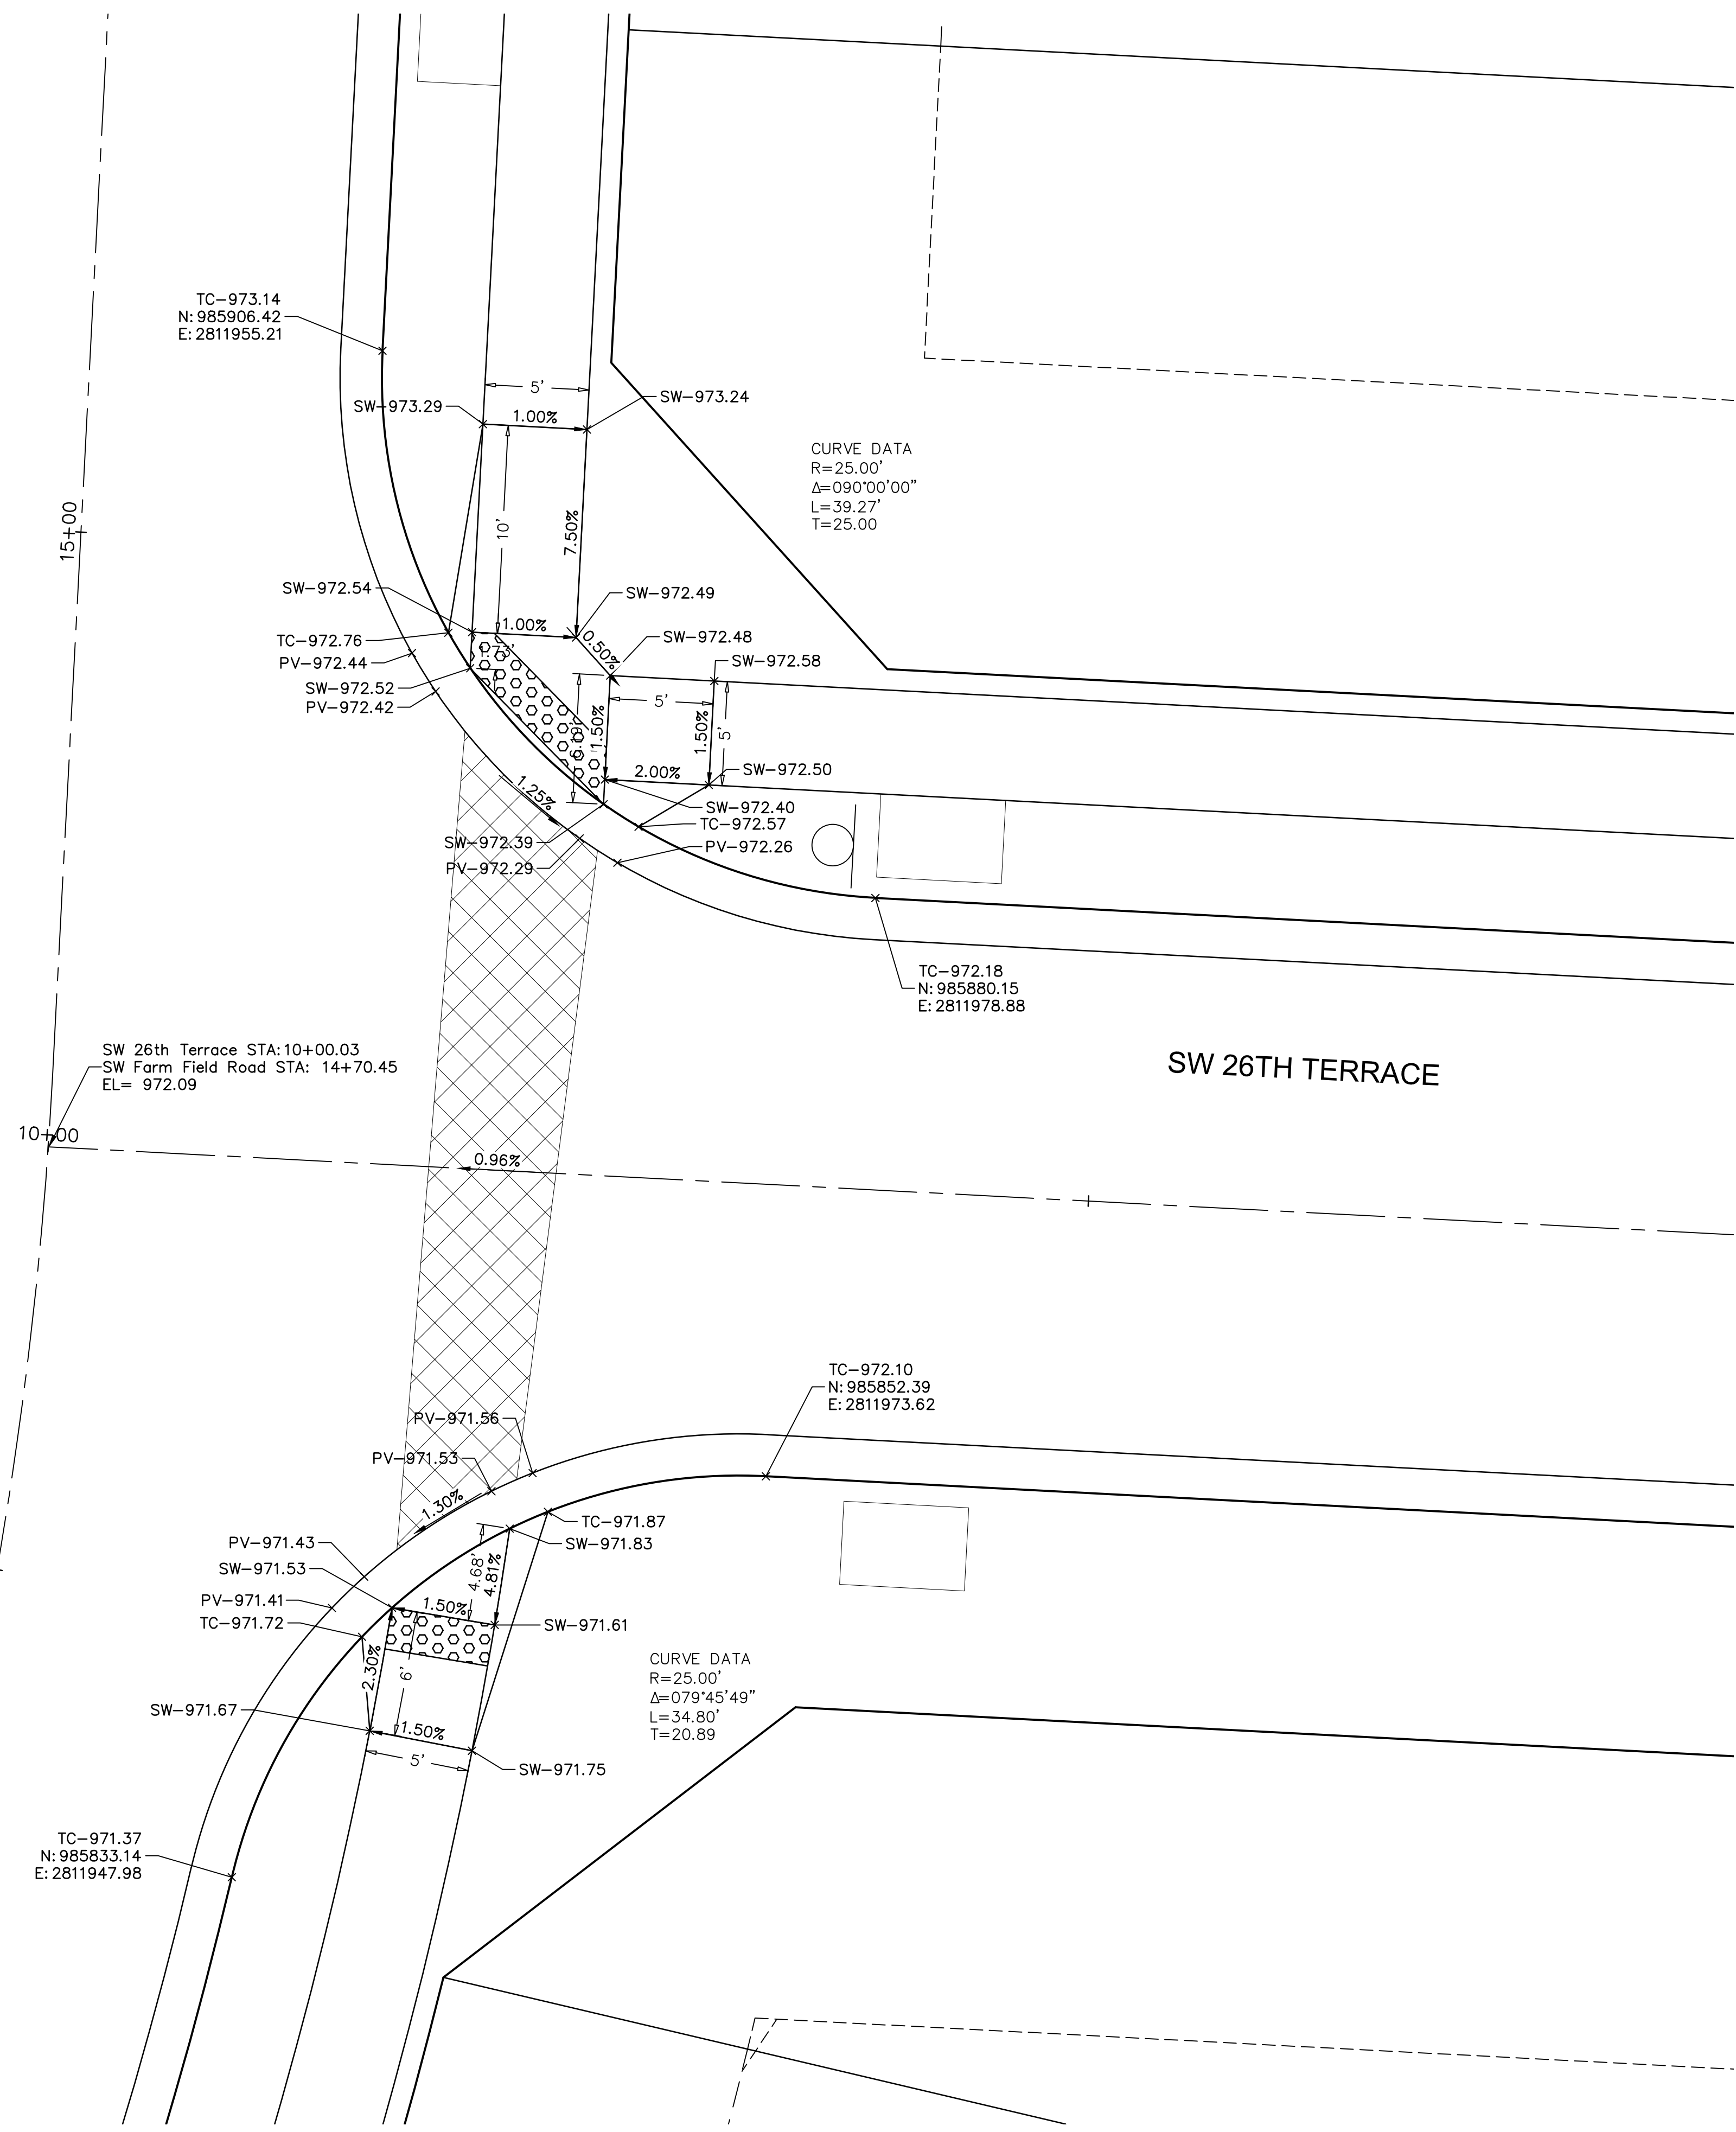 TC-973.14
N: 985906.42
E: 2811955.21
5'
SW-973.29
1.00%
SW-973.24
CURVE DATA
R=25.00'
Δ=090°00'00"
L=39.27'
T=25.00
15+00
10'
7.50%
SW-972.54
SW-972.49
1.00%
0.50%
TC-972.76
1.73'
SW-972.48
PV-972.44
SW-972.58
SW-972.52
PV-972.42
5'
1.50%
1.50%
5'
2.00%
SW-972.50
1.25%
SW-972.40
TC-972.57
SW-972.39
PV-972.26
PV-972.29
TC-972.18
N: 985880.15
E: 2811978.88
SW 26th Terrace STA:10+00.03
SW Farm Field Road STA: 14+70.45
EL= 972.09
SW 26TH TERRACE
10+00
0.96%
TC-972.10
N: 985852.39
E: 2811973.62
PV-971.56
PV-971.53
1.30%
TC-971.87
PV-971.43
SW-971.83
4.68'
4.81%
SW-971.53
PV-971.41
1.50%
TC-971.72
SW-971.61
2.30%
6'
CURVE DATA
R=25.00'
Δ=079°45'49"
L=34.80'
T=20.89
SW-971.67
1.50%
5'
SW-971.75
TC-971.37
N: 985833.14
E: 2811947.98